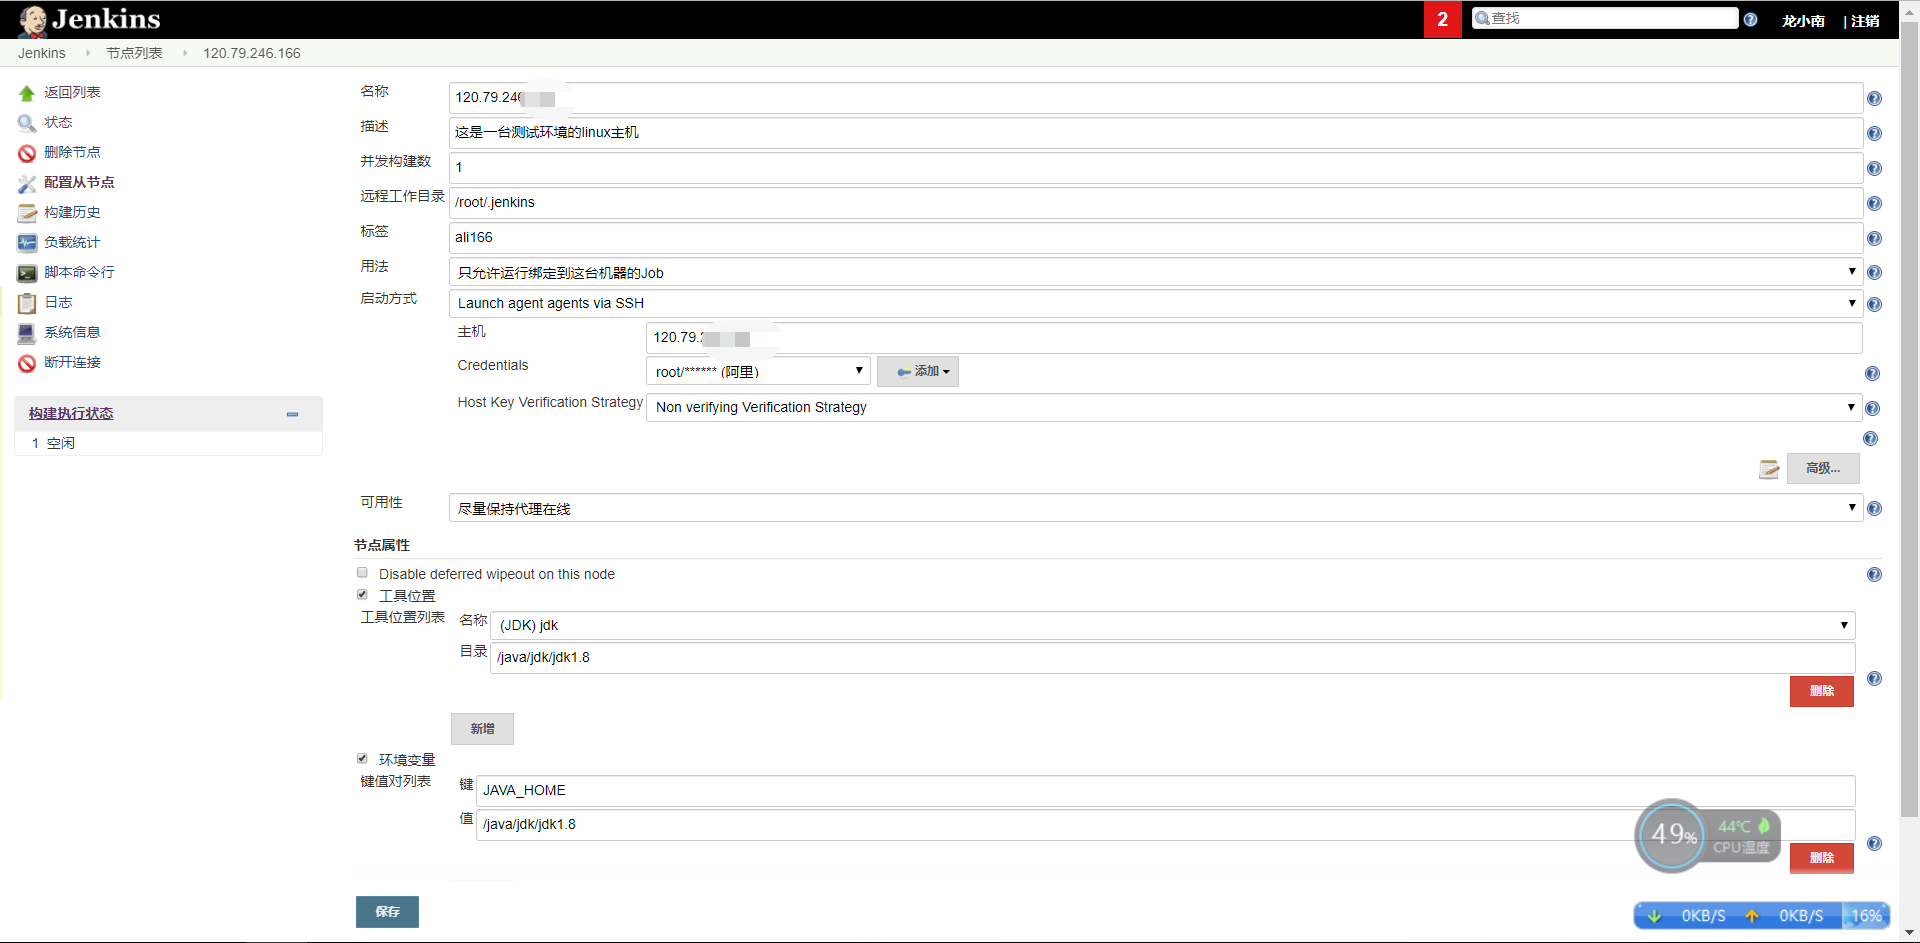 Jenkins
2
查找
龙小南
| 注销
Jenkins
节点列表
120.79.246.166
返回列表
状态
删除节点
配置从节点
构建历史
负载统计
脚本命令行
日志
系统信息
断开连接
构建执行状态
1 空闲
名称
120.79.246
描述
这是一台测试环境的linux主机
并发构建数
1
远程工作目录
/root/.jenkins
标签
ali166
用法
只允许运行绑定到这台机器的Job
启动方式
Launch agent agents via SSH
主机
120.79.
Credentials
root/****** (阿里)
添加
Host Key Verification Strategy
Non verifying Verification Strategy
高级...
可用性
尽量保持代理在线
节点属性
Disable deferred wipeout on this node
工具位置
工具位置列表
名称
(JDK) jdk
目录
/java/jdk/jdk1.8
删除
新增
环境变量
键值对列表
键
JAVA_HOME
值
/java/jdk/jdk1.8
删除
保存
49%
44℃
CPU温度
0KB/S
0KB/S
16%